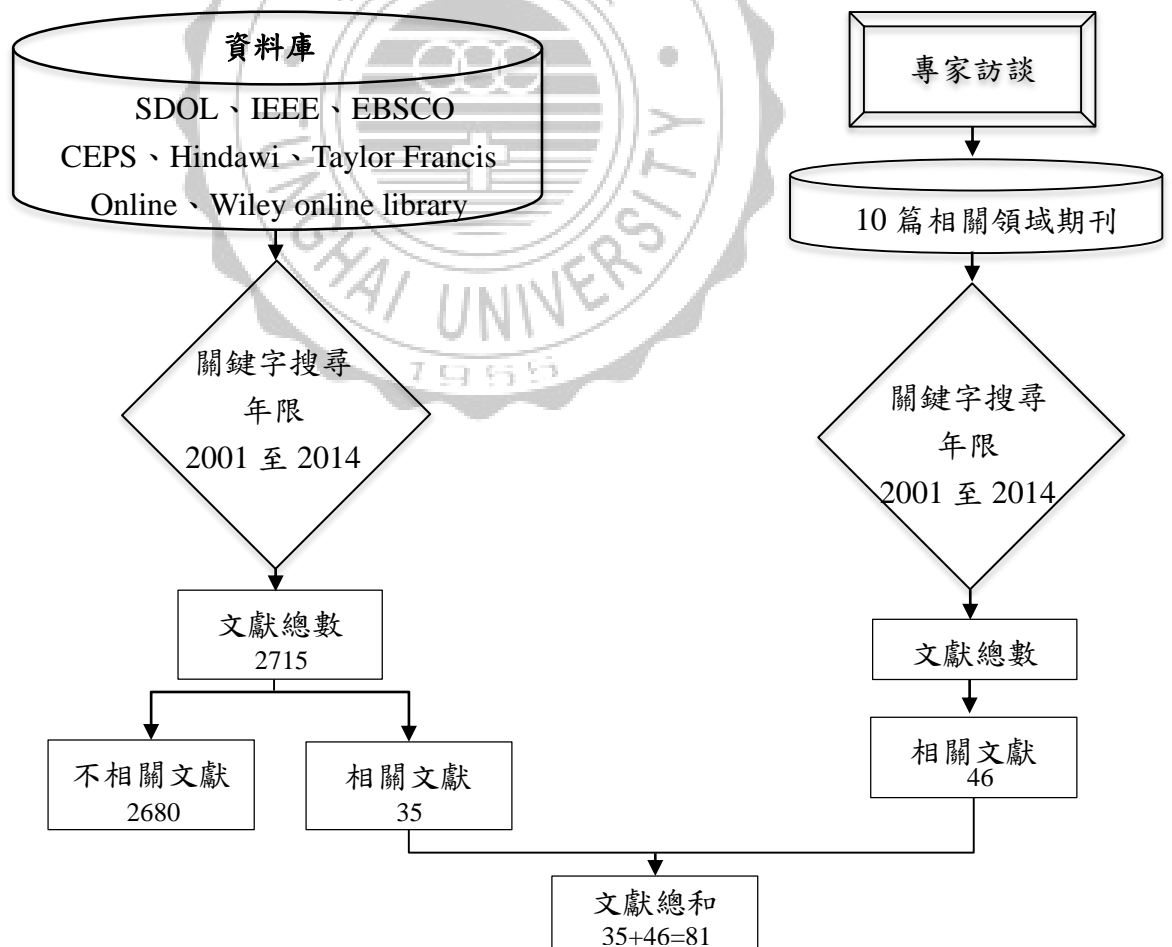 資料庫
SDOL、IEEE、EBSCO
CEPS、Hindawi、Taylor Francis
Online、Wiley online library
關鍵字搜尋
年限
2001 至 2014
文獻總數
2715
不相關文獻
2680
相關文獻
35
專家訪談
10 篇相關領域期刊
關鍵字搜尋
年限
2001 至 2014
文獻總數
相關文獻
46
文獻總和
35+46=81
UNGHAI UNIVERSITY
1955